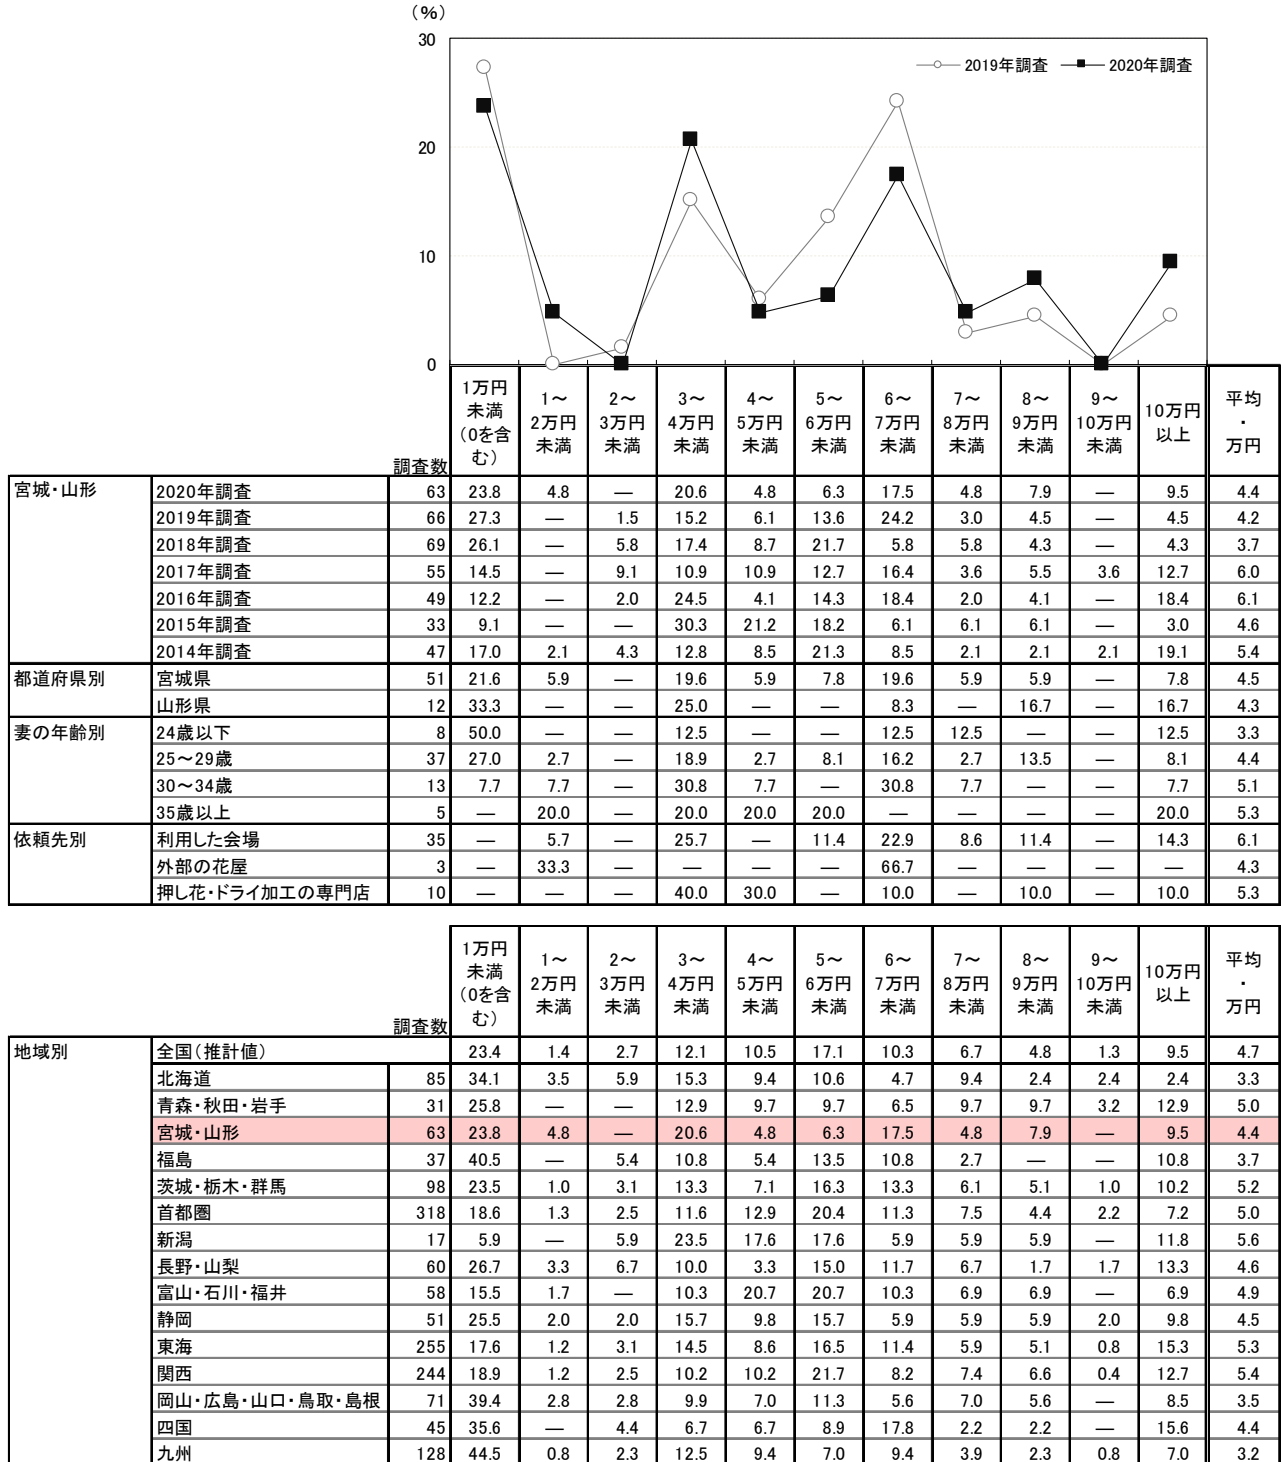 （％）
30
20
10
0
2019年調査 2020年調査
調査数 1万円未満（0を含む） 1～2万円未満 2～3万円未満 3～4万円未満 4～5万円未満 5～6万円未満 6～7万円未満 7～8万円未満 8～9万円未満 9～10万円未満 10万円以上 平均・万円
宮城・山形 2020年調査 63 23.8 4.8 ― 20.6 4.8 6.3 17.5 4.8 7.9 ― 9.5 4.4
2019年調査 66 27.3 ― 1.5 15.2 6.1 13.6 24.2 3.0 4.5 ― 4.5 4.2
2018年調査 69 26.1 ― 5.8 17.4 8.7 21.7 5.8 5.8 4.3 ― 4.3 3.7
2017年調査 55 14.5 ― 9.1 10.9 10.9 12.7 16.4 3.6 5.5 3.6 12.7 6.0
2016年調査 49 12.2 ― 2.0 24.5 4.1 14.3 18.4 2.0 4.1 ― 18.4 6.1
2015年調査 33 9.1 ― ― 30.3 21.2 18.2 6.1 6.1 6.1 ― 3.0 4.6
2014年調査 47 17.0 2.1 4.3 12.8 8.5 21.3 8.5 2.1 2.1 2.1 19.1 5.4
都道府県別 宮城県 51 21.6 5.9 ― 19.6 5.9 7.8 19.6 5.9 5.9 ― 7.8 4.5
山形県 12 33.3 ― ― 25.0 ― ― 8.3 ― 16.7 ― 16.7 4.3
妻の年齢別 24歳以下 8 50.0 ― ― 12.5 ― ― 12.5 12.5 ― ― 12.5 3.3
25～29歳 37 27.0 2.7 ― 18.9 2.7 8.1 16.2 2.7 13.5 ― 8.1 4.4
30～34歳 13 7.7 7.7 ― 30.8 7.7 ― 30.8 7.7 ― ― 7.7 5.1
35歳以上 5 ― 20.0 ― 20.0 20.0 20.0 ― ― ― ― 20.0 5.3
依頼先別 利用した会場 35 ― 5.7 ― 25.7 ― 11.4 22.9 8.6 11.4 ― 14.3 6.1
外部の花屋 3 ― 33.3 ― ― ― ― 66.7 ― ― ― ― 4.3
押し花・ドライ加工の専門店 10 ― ― ― 40.0 30.0 ― 10.0 ― 10.0 ― 10.0 5.3
調査数 1万円未満（0を含む） 1～2万円未満 2～3万円未満 3～4万円未満 4～5万円未満 5～6万円未満 6～7万円未満 7～8万円未満 8～9万円未満 9～10万円未満 10万円以上 平均・万円
地域別 全国（推計値） 23.4 1.4 2.7 12.1 10.5 17.1 10.3 6.7 4.8 1.3 9.5 4.7
北海道 85 34.1 3.5 5.9 15.3 9.4 10.6 4.7 9.4 2.4 2.4 2.4 3.3
青森・秋田・岩手 31 25.8 ― ― 12.9 9.7 9.7 6.5 9.7 9.7 3.2 12.9 5.0
宮城・山形 63 23.8 4.8 ― 20.6 4.8 6.3 17.5 4.8 7.9 ― 9.5 4.4
福島 37 40.5 ― 5.4 10.8 5.4 13.5 10.8 2.7 ― ― 10.8 3.7
茨城・栃木・群馬 98 23.5 1.0 3.1 13.3 7.1 16.3 13.3 6.1 5.1 1.0 10.2 5.2
首都圏 318 18.6 1.3 2.5 11.6 12.9 20.4 11.3 7.5 4.4 2.2 7.2 5.0
新潟 17 5.9 ― 5.9 23.5 17.6 17.6 5.9 5.9 5.9 ― 11.8 5.6
長野・山梨 60 26.7 3.3 6.7 10.0 3.3 15.0 11.7 6.7 1.7 1.7 13.3 4.6
富山・石川・福井 58 15.5 1.7 ― 10.3 20.7 20.7 10.3 6.9 6.9 ― 6.9 4.9
静岡 51 25.5 2.0 2.0 15.7 9.8 15.7 5.9 5.9 5.9 2.0 9.8 4.5
東海 255 17.6 1.2 3.1 14.5 8.6 16.5 11.4 5.9 5.1 0.8 15.3 5.3
関西 244 18.9 1.2 2.5 10.2 10.2 21.7 8.2 7.4 6.6 0.4 12.7 5.4
岡山・広島・山口・鳥取・島根 71 39.4 2.8 2.8 9.9 7.0 11.3 5.6 7.0 5.6 ― 8.5 3.5
四国 45 35.6 ― 4.4 6.7 6.7 8.9 17.8 2.2 2.2 ― 15.6 4.4
九州 128 44.5 0.8 2.3 12.5 9.4 7.0 9.4 3.9 2.3 0.8 7.0 3.2